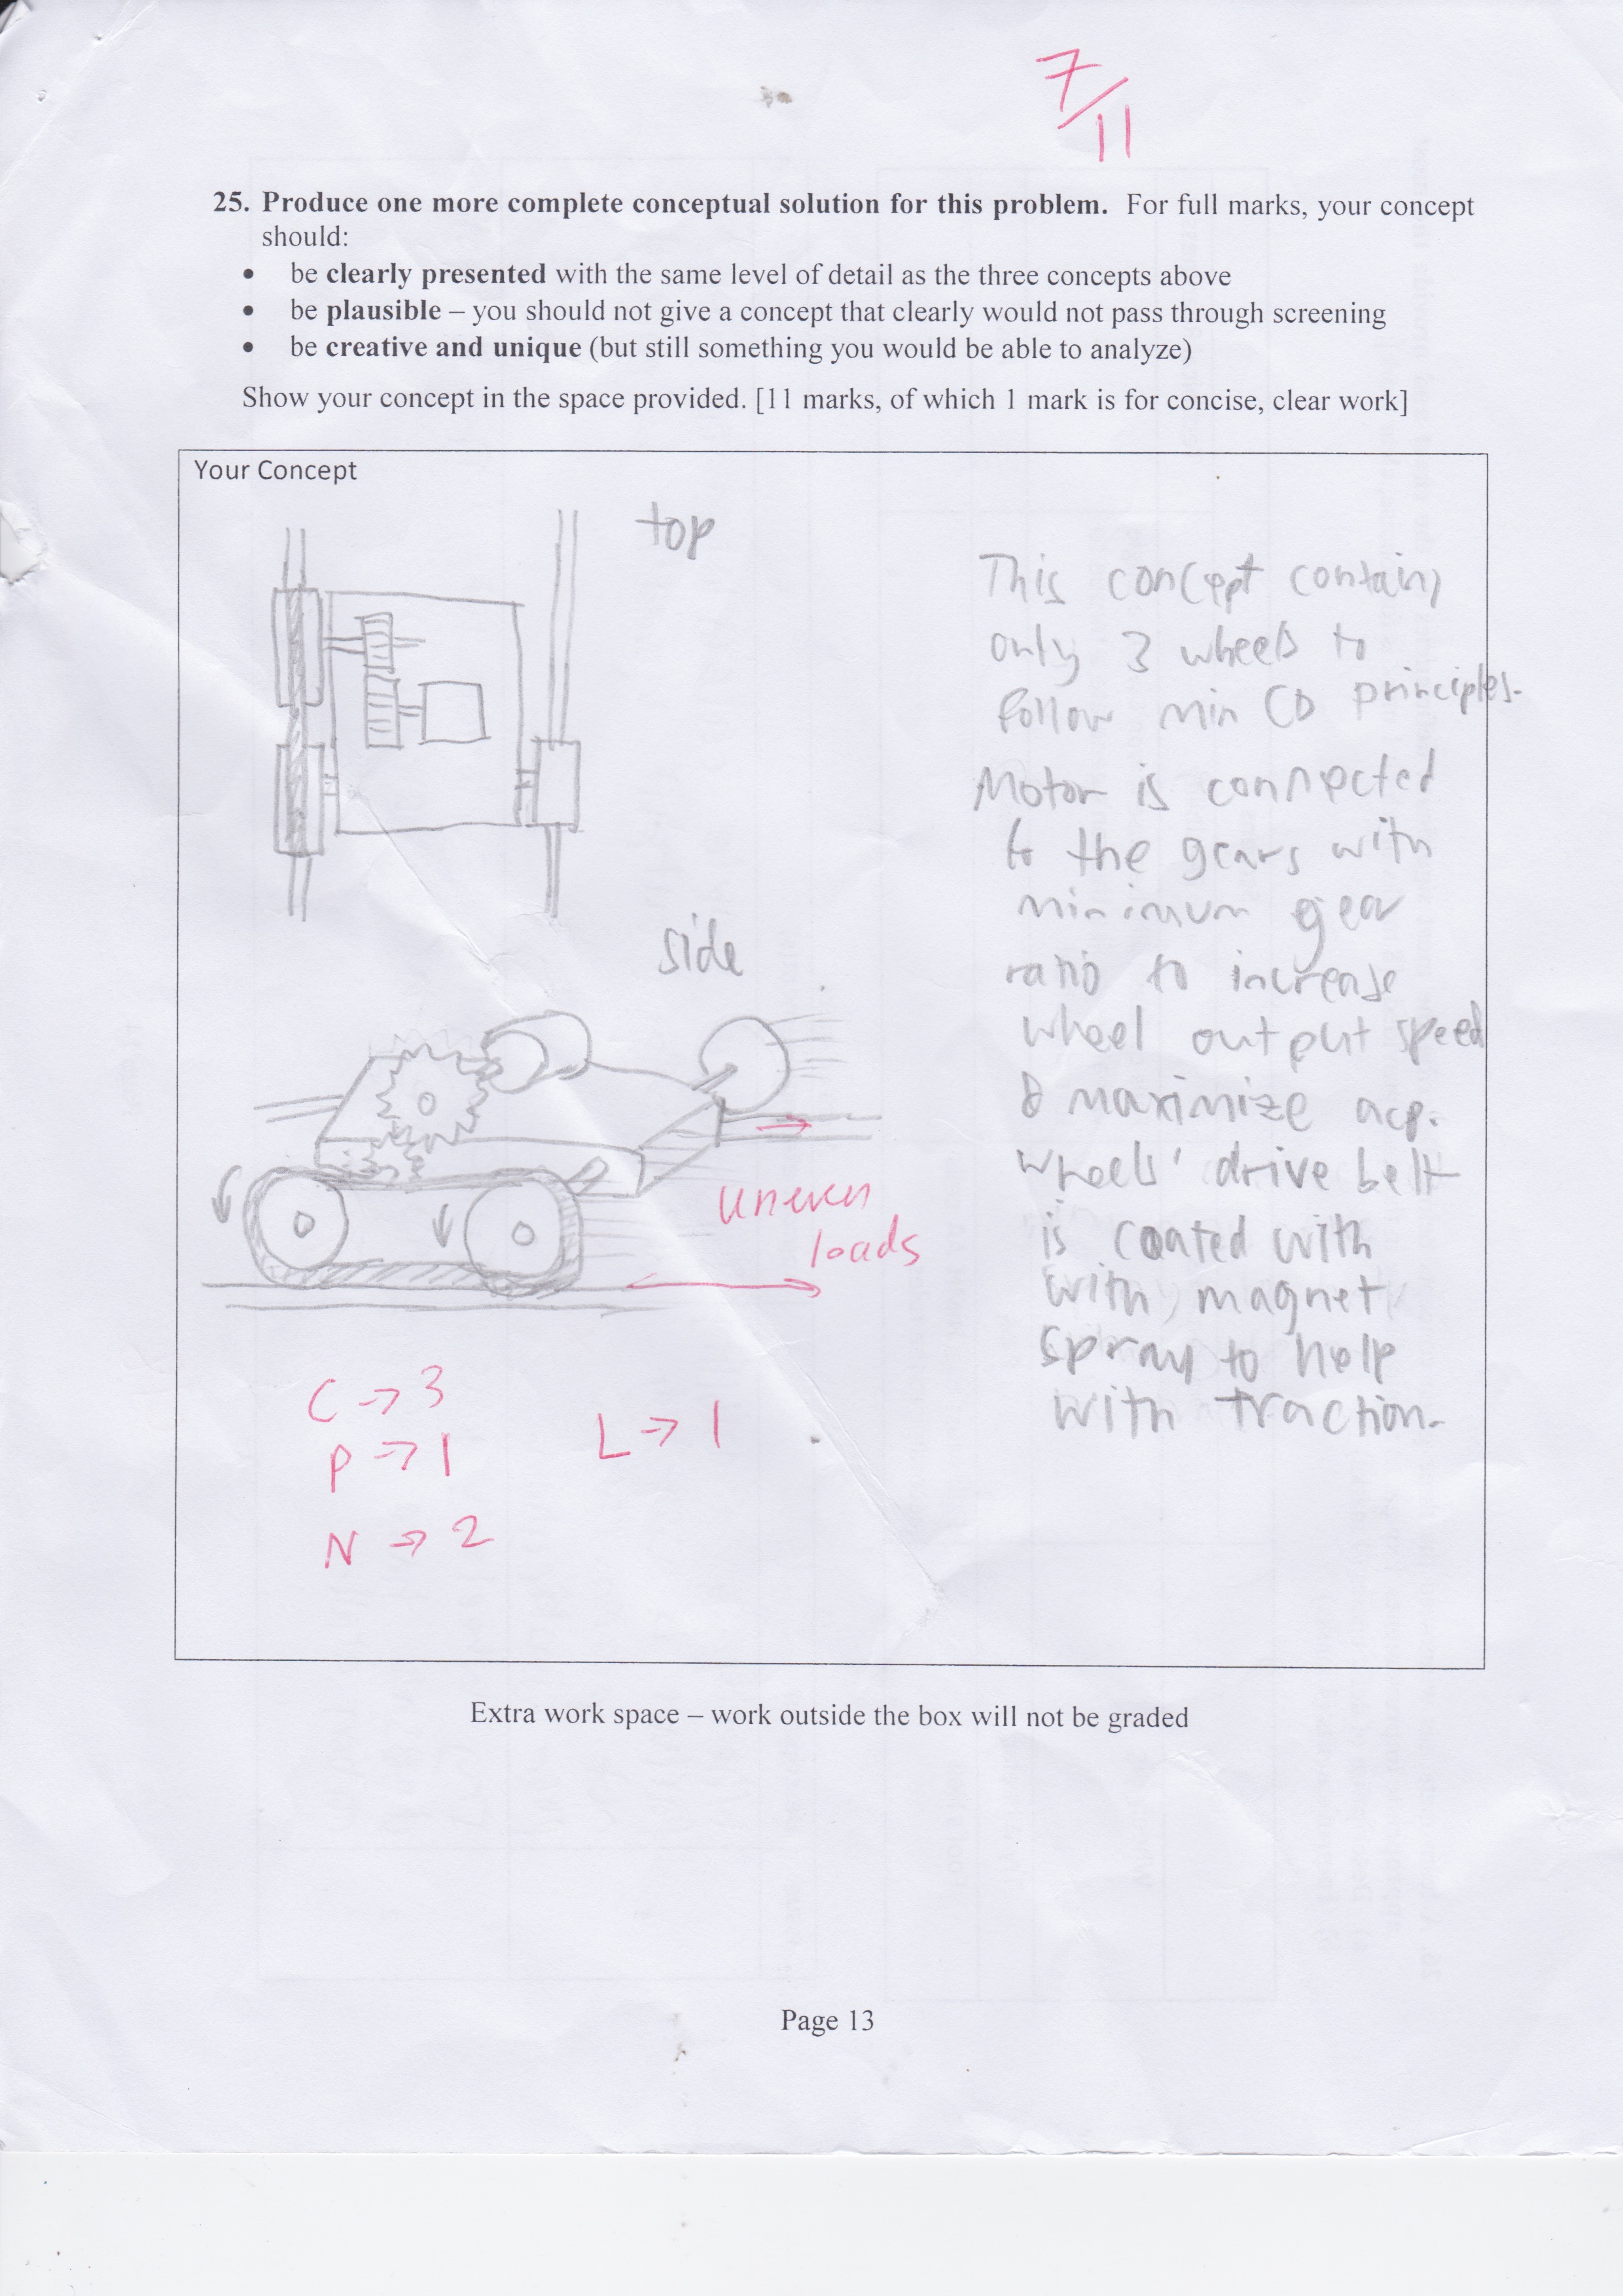 7/11
25. Produce one more complete conceptual solution for this problem. For full marks, your concept
should:
• be clearly presented with the same level of detail as the three concepts above
• be plausible – you should not give a concept that clearly would not pass through screening
• be creative and unique (but still something you would be able to analyze)
Show your concept in the space provided. [11 marks, of which 1 mark is for concise, clear work]
Your Concept
top
This concept contains
only 3 wheels to
follow min CD principles.
Motor is connected
to the gears with
minimum gear
ratio to increase
wheel output speed
& maximize acp.
wheels' drive belt
is coated with
with magnet
spray to help
with traction.
side
uneven
loads
C → 3
P → 1
N → 2
L → 1
Extra work space – work outside the box will not be graded
Page 13